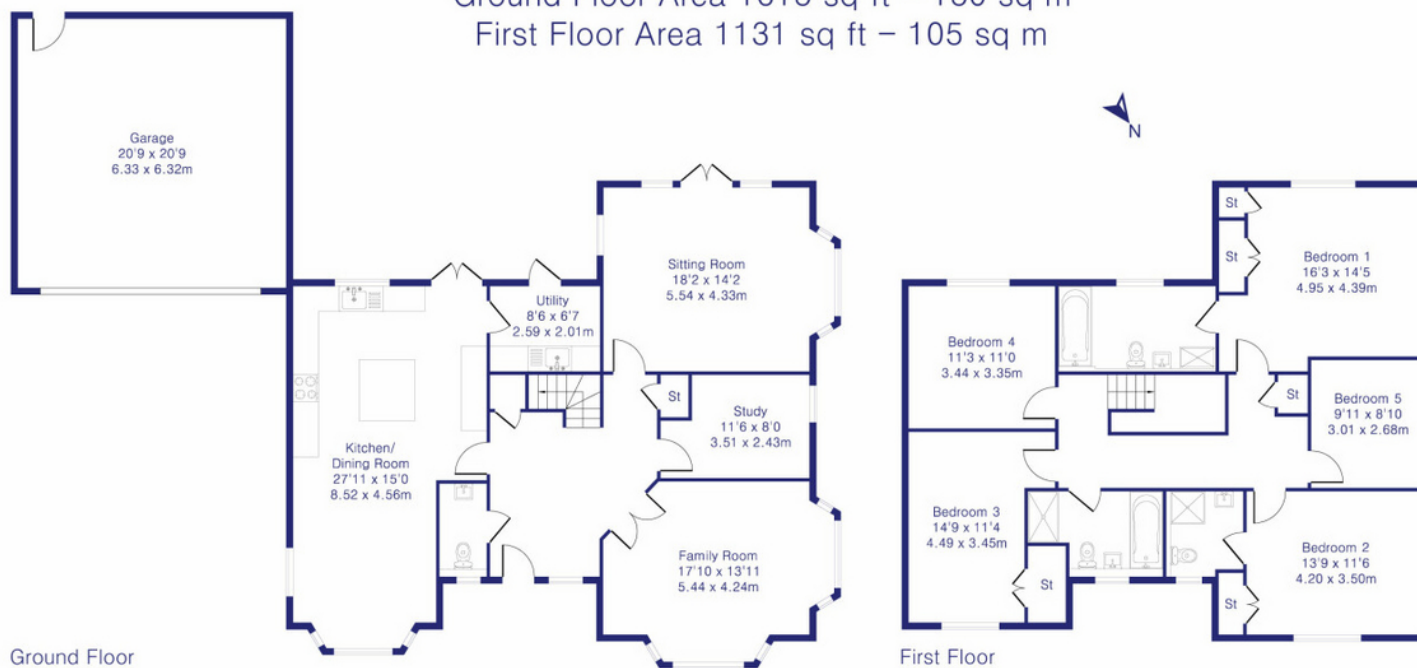 First Floor Area 1131 sq ft – 105 sq m
N
Garage
20'9 x 20'9
6.33 x 6.32m
Sitting Room
18'2 x 14'2
5.54 x 4.33m
Utility
8'6 x 6'7
2.59 x 2.01m
St
Study
11'6 x 8'0
3.51 x 2.43m
Kitchen/
Dining Room
27'11 x 15'0
8.52 x 4.56m
Family Room
17'10 x 13'11
5.44 x 4.24m
Ground Floor
St
St
Bedroom 1
16'3 x 14'5
4.95 x 4.39m
Bedroom 4
11'3 x 11'0
3.44 x 3.35m
St
Bedroom 5
9'11 x 8'10
3.01 x 2.68m
Bedroom 3
14'9 x 11'4
4.49 x 3.45m
St
Bedroom 2
13'9 x 11'6
4.20 x 3.50m
St
First Floor